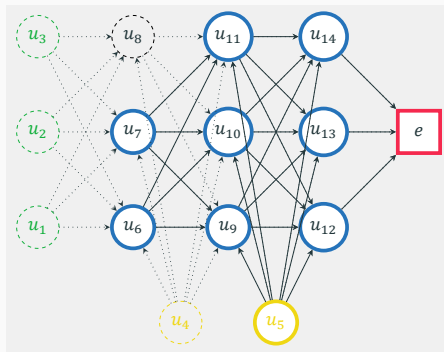 u₃ u₈ u₁₁ u₁₄
u₂ u₇ u₁₀ u₁₃ e
u₁ u₆ u₉ u₁₂
u₄ u₅